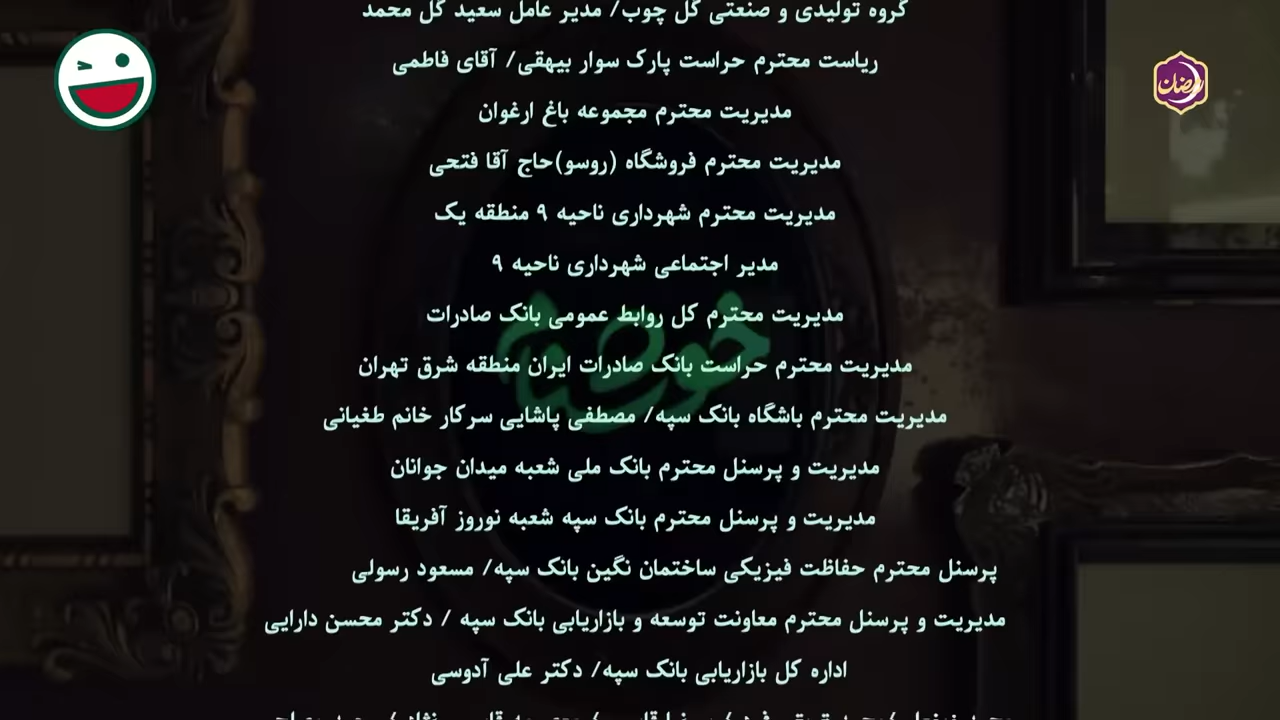 گروه تولیدی و صنعتی گل چوب/ مدیر عامل سعید گل محمد
ریاست محترم حراست پارک سوار بیهقی/ آقای فاطمی
رمضان
مدیریت محترم مجموعه باغ ارغوان
مدیریت محترم فروشگاه (روسو)حاج آقا فتحی
مدیریت محترم شهرداری ناحیه ۹ منطقه یک
مدیر اجتماعی شهرداری ناحیه ۹
مدیریت محترم کل روابط عمومی بانک صادرات
مدیریت محترم حراست بانک صادرات ایران منطقه شرق تهران
مدیریت محترم باشگاه بانک سپه/ مصطفی پاشایی سرکار خانم طغیانی
مدیریت و پرسنل محترم بانک ملی شعبه میدان جوانان
مدیریت و پرسنل محترم بانک سپه شعبه نوروز آفریقا
پرسنل محترم حفاظت فیزیکی ساختمان نگین بانک سپه/ مسعود رسولی
مدیریت و پرسنل محترم معاونت توسعه و بازاریابی بانک سپه / دکتر محسن دارایی
اداره کل بازاریابی بانک سپه/ دکتر علی آدوسی